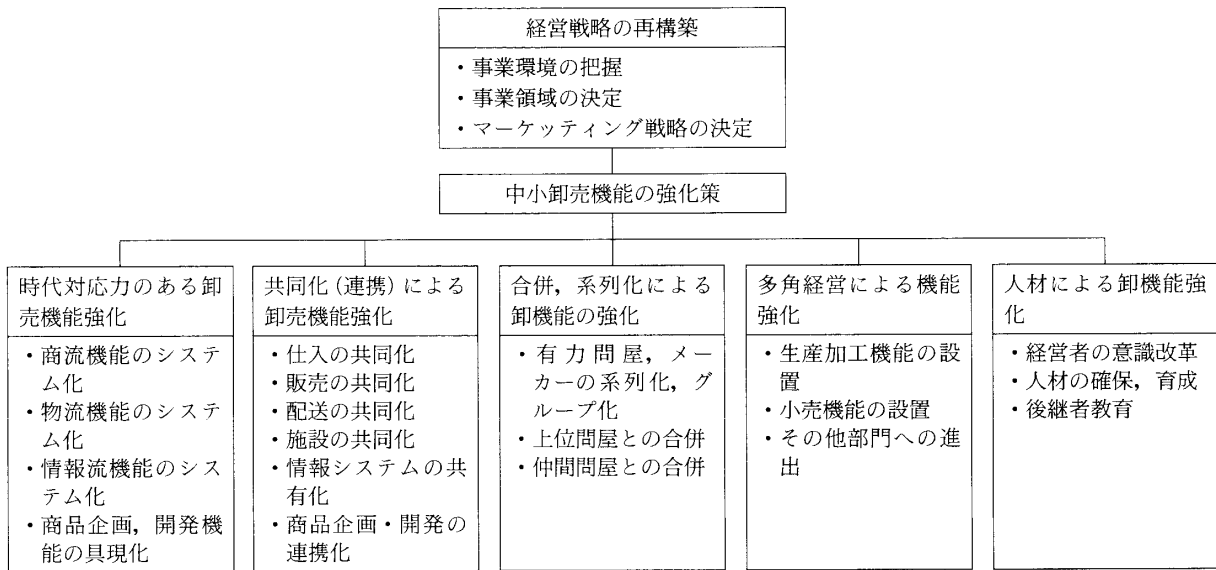 経営戦略の再構築
・事業環境の把握
・事業領域の決定
・マーケッティング戦略の決定
中小卸売機能の強化策
時代対応力のある卸
売機能強化
・商流機能のシステ
ム化
・物流機能のシステ
ム化
・情報流機能のシス
テム化
・商品企画，開発機
能の具現化
共同化（連携）による
卸売機能強化
・仕入の共同化
・販売の共同化
・配送の共同化
・施設の共同化
・情報システムの共
有化
・商品企画・開発の
連携化
合併，系列化による
卸機能の強化
・有力問屋，メー
カーの系列化，グ
ループ化
・上位問屋との合併
・仲間問屋との合併
多角経営による機能
強化
・生産加工機能の設
置
・小売機能の設置
・その他部門への進
出
人材による卸機能強
化
・経営者の意識改革
・人材の確保，育成
・後継者教育